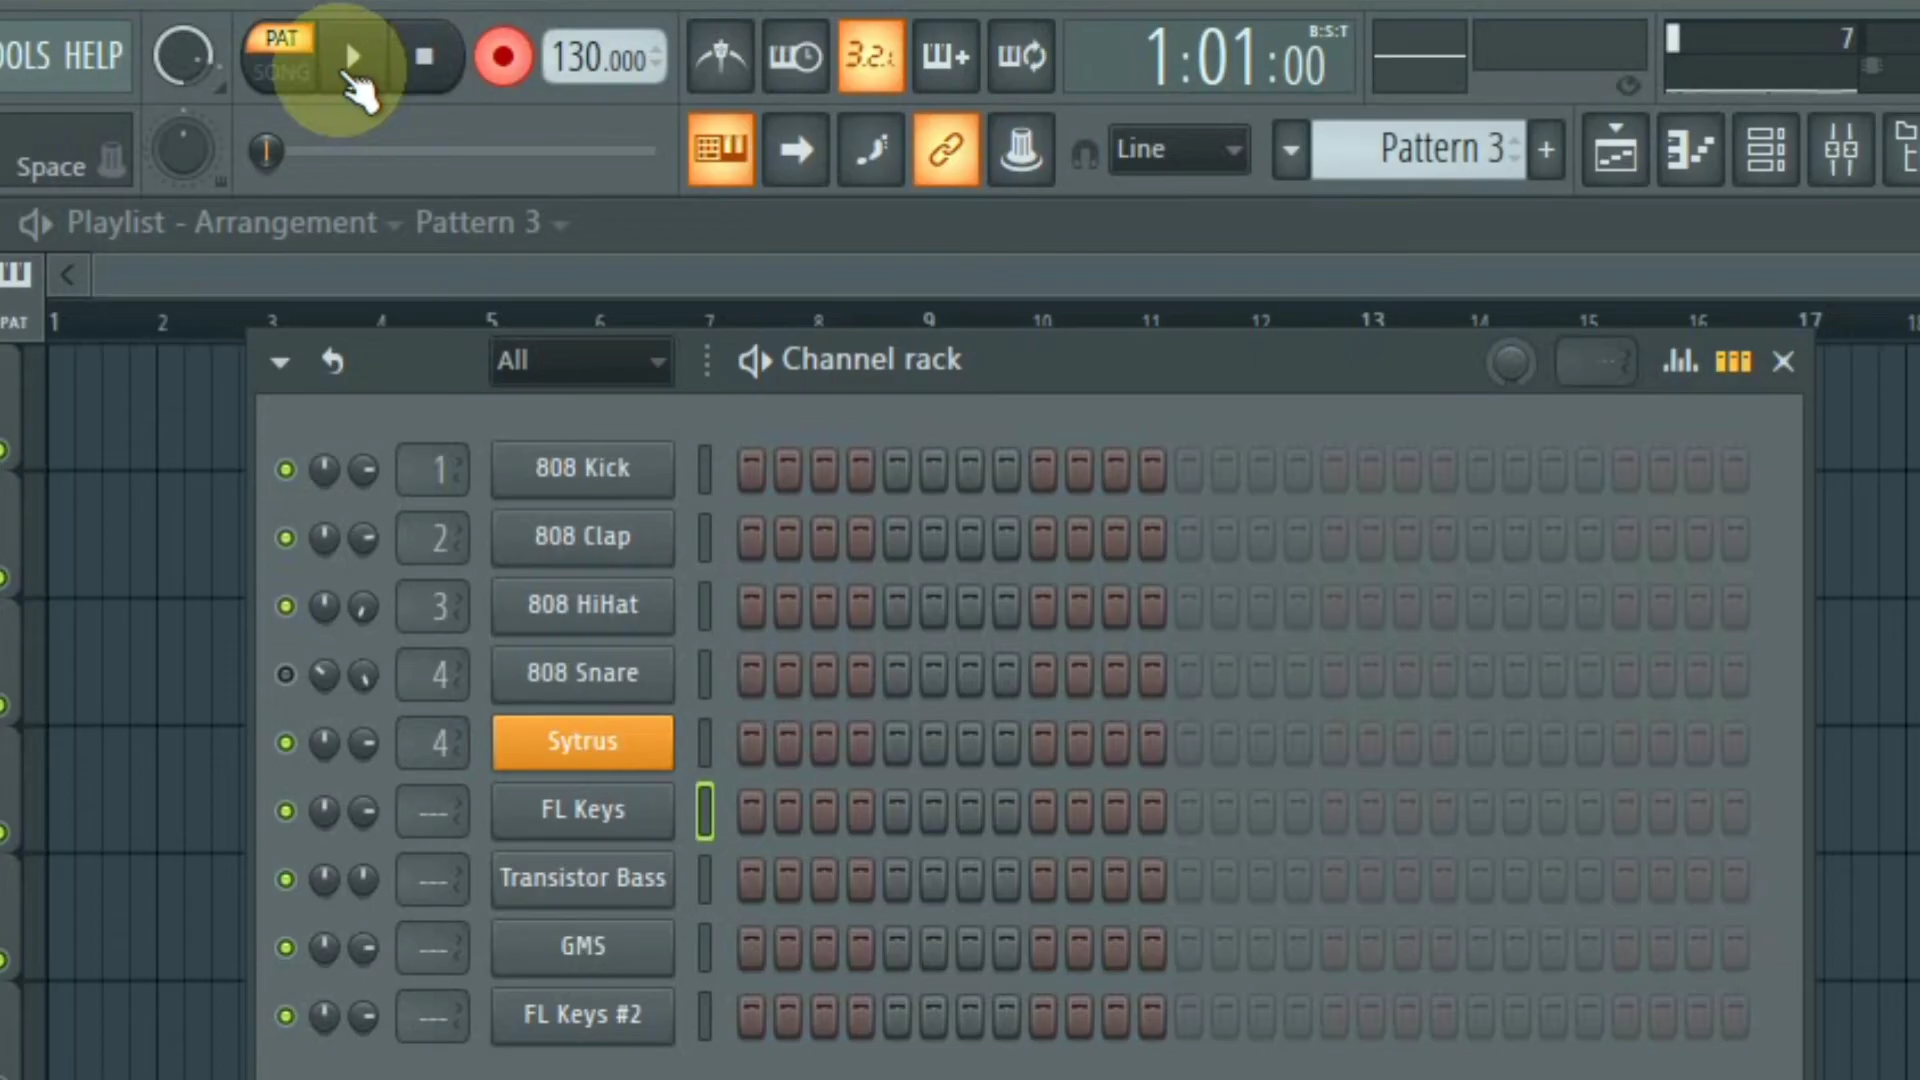 OOLS HELP
PAT
SONG
130.000
3.2.
1:01:00
B:S:T
7
Space
Line
Pattern 3
+
Playlist - Arrangement
Pattern 3
PAT
1 2 3 4 5 6 7 8 9 10 11 12 13 14 15 16 17
All
Channel rack
1
808 Kick
2
808 Clap
3
808 HiHat
4
808 Snare
4
Sytrus
---
FL Keys
---
Transistor Bass
---
GMS
---
FL Keys #2